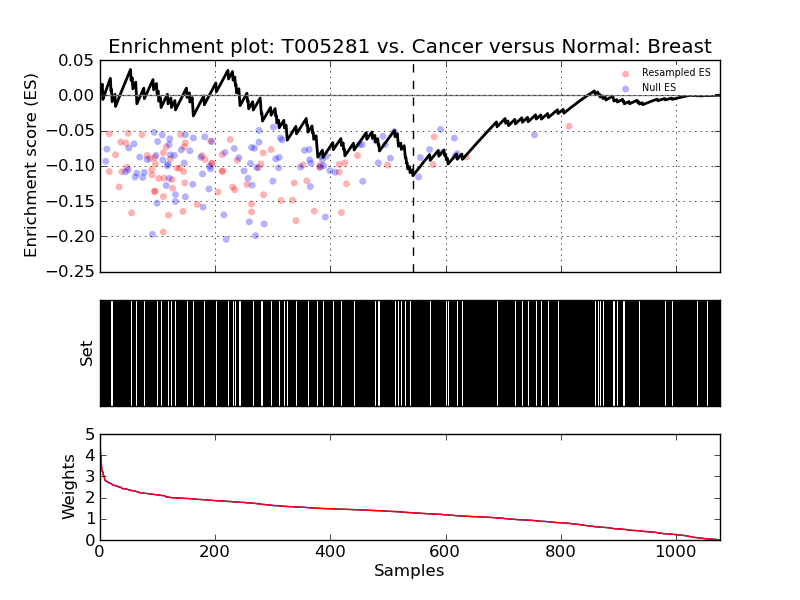 Enrichment plot: T005281 vs. Cancer versus Normal: Breast
0.05
0.00
−0.05
−0.10
−0.15
−0.20
−0.25
Enrichment score (ES)
Resampled ES
Null ES
Set
5
4
3
2
1
0
Weights
0 200 400 600 800 1000
Samples